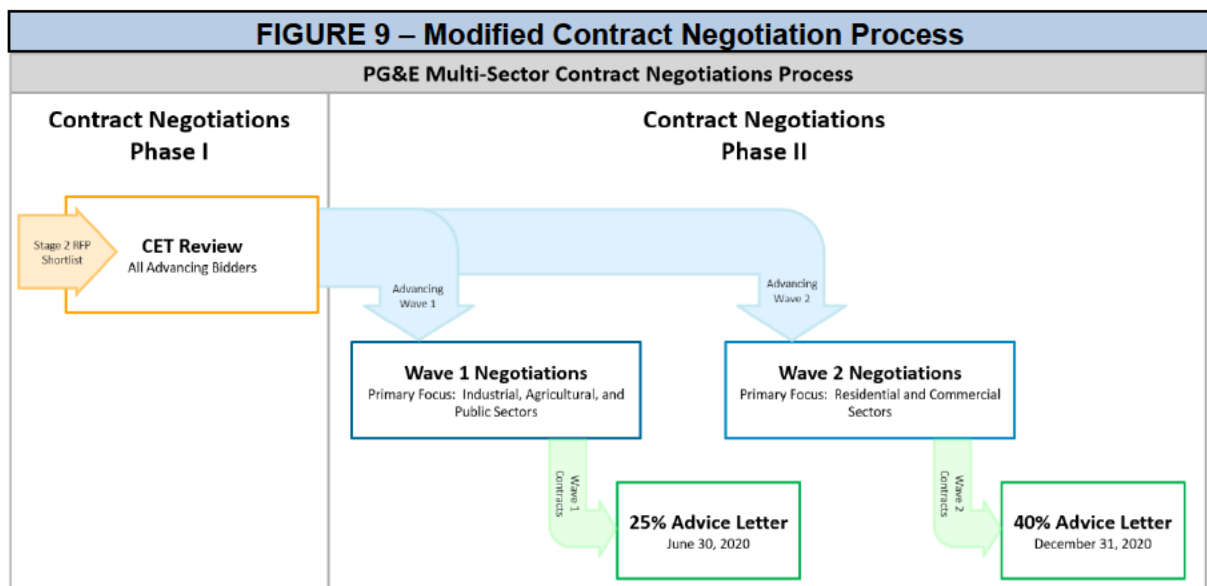 FIGURE 9 – Modified Contract Negotiation Process
PG&E Multi-Sector Contract Negotiations Process
Contract Negotiations
Phase I
Contract Negotiations
Phase II
Stage 2 RFP
Shortlist
CET Review
All Advancing Bidders
Advancing
Wave 1
Advancing
Wave 2
Wave 1 Negotiations
Primary Focus: Industrial, Agricultural, and
Public Sectors
Wave 2 Negotiations
Primary Focus: Residential and Commercial
Sectors
Wave 1
Contracts
25% Advice Letter
June 30, 2020
Wave 2
Contracts
40% Advice Letter
December 31, 2020